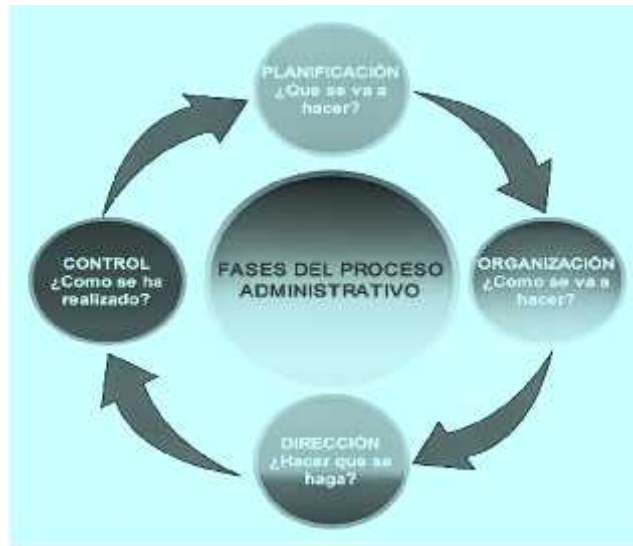 PLANIFICACIÓN
¿Que se va a
hacer?
CONTROL
¿Como se ha
realizado?
FASES DEL PROCESO
ADMINISTRATIVO
ORGANIZACIÓN
¿Como se va a
hacer?
DIRECCIÓN
¿Hacer que se
haga?